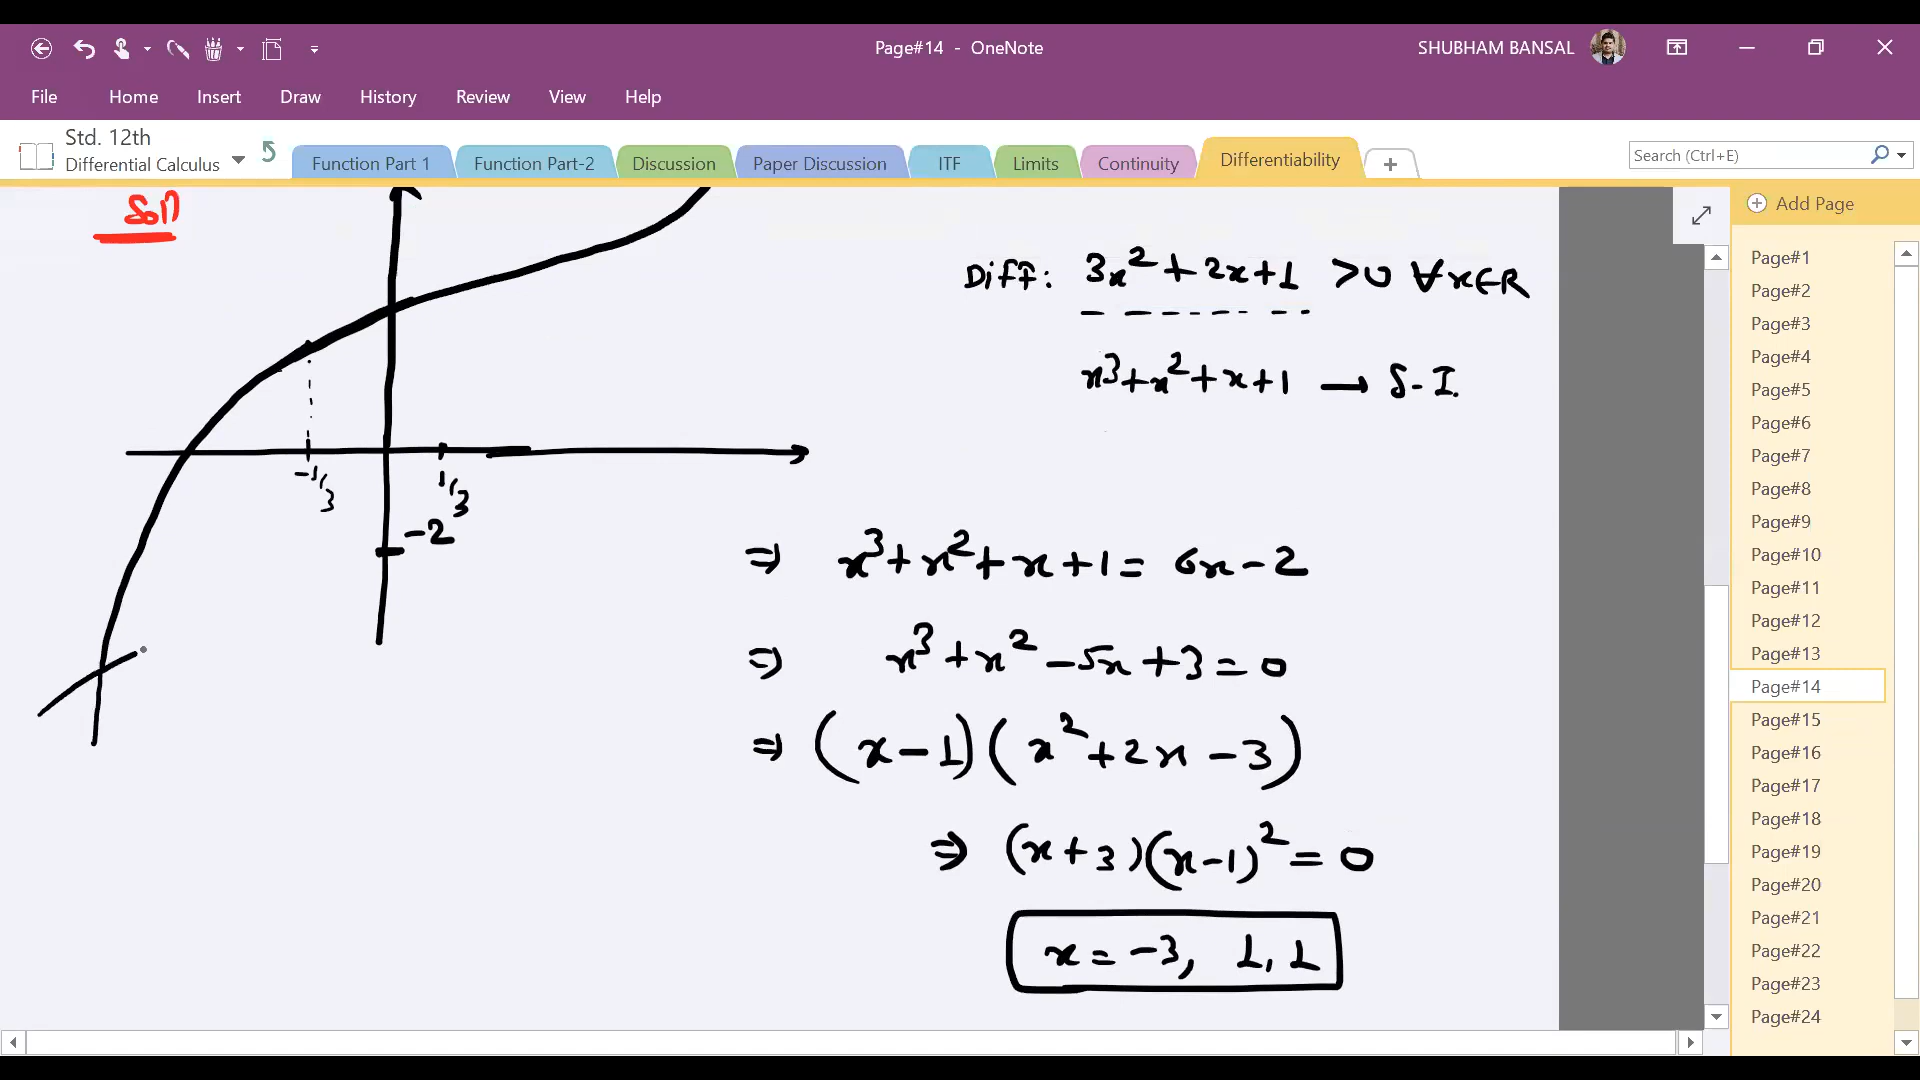 Page#14 - OneNote
SHUBHAM BANSAL
File Home Insert Draw History Review View Help
Std. 12th
Differential Calculus
Function Part 1 Function Part-2 Discussion Paper Discussion ITF Limits Continuity Differentiability
Search (Ctrl+E)
Add Page
Solⁿ
Diff: 3x²+2x+1 >0 ∀x∈R
x³+x²+x+1 → S-I.
-1/3
1/3
-2
⇒ x³+x²+x+1 = 6x-2
⇒ x³+x²-5x+3=0
⇒ (x-1)(x²+2x-3)
⇒ (x+3)(x-1)²=0
x = -3, 1, 1
Page#1
Page#2
Page#3
Page#4
Page#5
Page#6
Page#7
Page#8
Page#9
Page#10
Page#11
Page#12
Page#13
Page#14
Page#15
Page#16
Page#17
Page#18
Page#19
Page#20
Page#21
Page#22
Page#23
Page#24